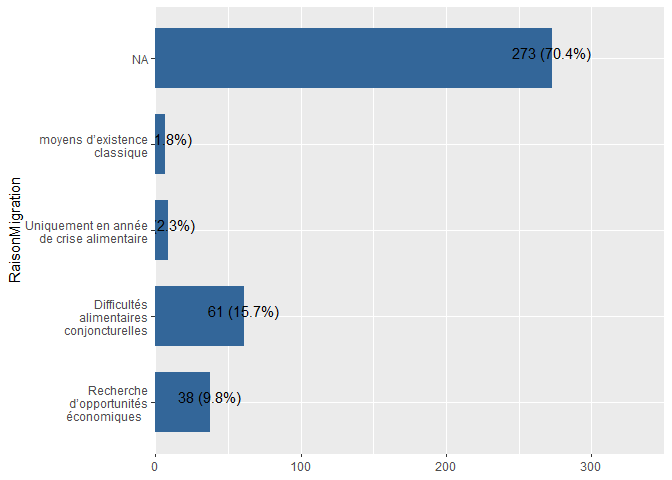 RaisonMigration
NA
273 (70.4%)
moyens d'existence
classique
1.8%)
Uniquement en année
de crise alimentaire
2.3%)
Difficultés
alimentaires
conjoncturelles
61 (15.7%)
Recherche
d'opportunités
économiques
38 (9.8%)
0
100
200
300